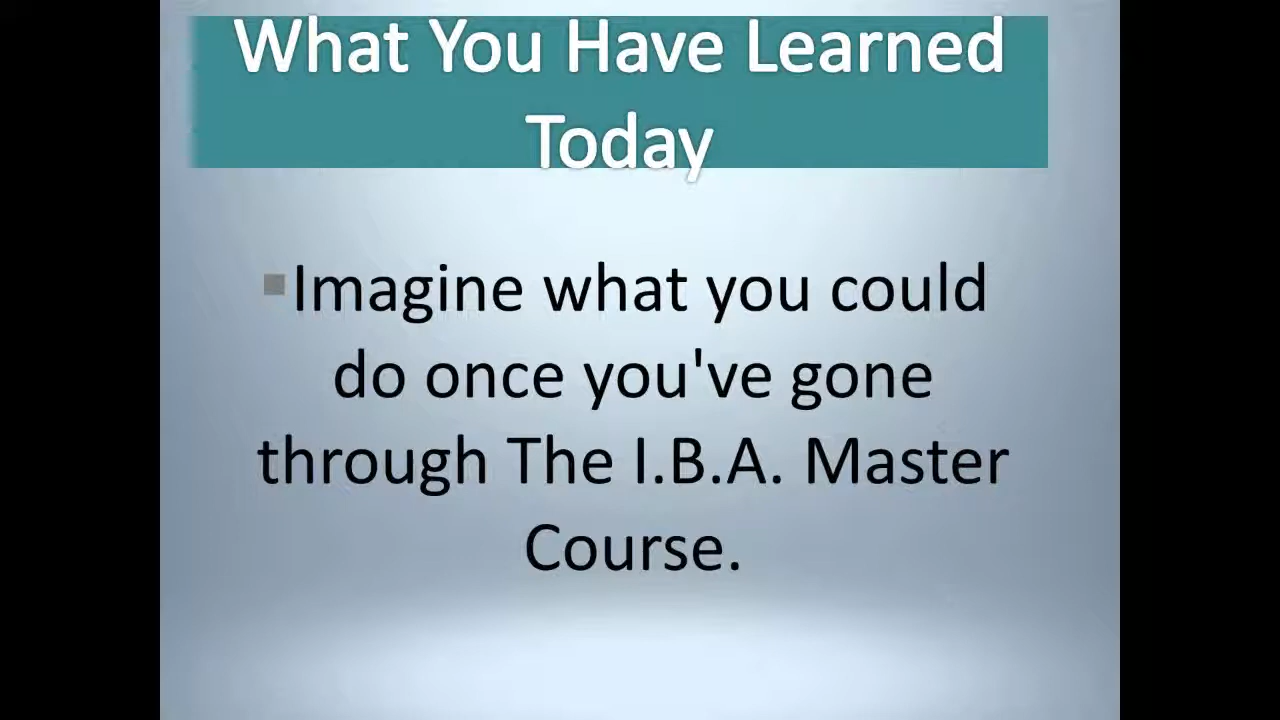 What You Have Learned
Today
Imagine what you could
do once you've gone
through The I.B.A. Master
Course.